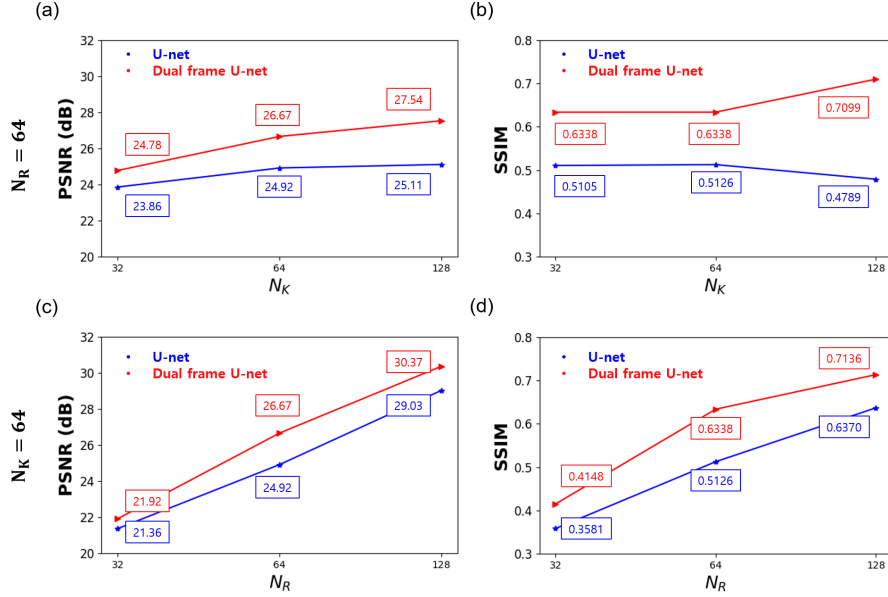 (a)
(b)
N_R = 64
PSNR (dB)
32
30
28
26
24
22
20
U-net
Dual frame U-net
24.78
26.67
27.54
23.86
24.92
25.11
32
64
128
N_K
SSIM
0.8
0.7
0.6
0.5
0.4
0.3
U-net
Dual frame U-net
0.6338
0.6338
0.7099
0.5105
0.5126
0.4789
32
64
128
N_K
(c)
(d)
N_K = 64
PSNR (dB)
32
30
28
26
24
22
20
U-net
Dual frame U-net
21.92
26.67
30.37
21.36
24.92
29.03
32
64
128
N_R
SSIM
0.8
0.7
0.6
0.5
0.4
0.3
U-net
Dual frame U-net
0.4148
0.6338
0.7136
0.3581
0.5126
0.6370
32
64
128
N_R